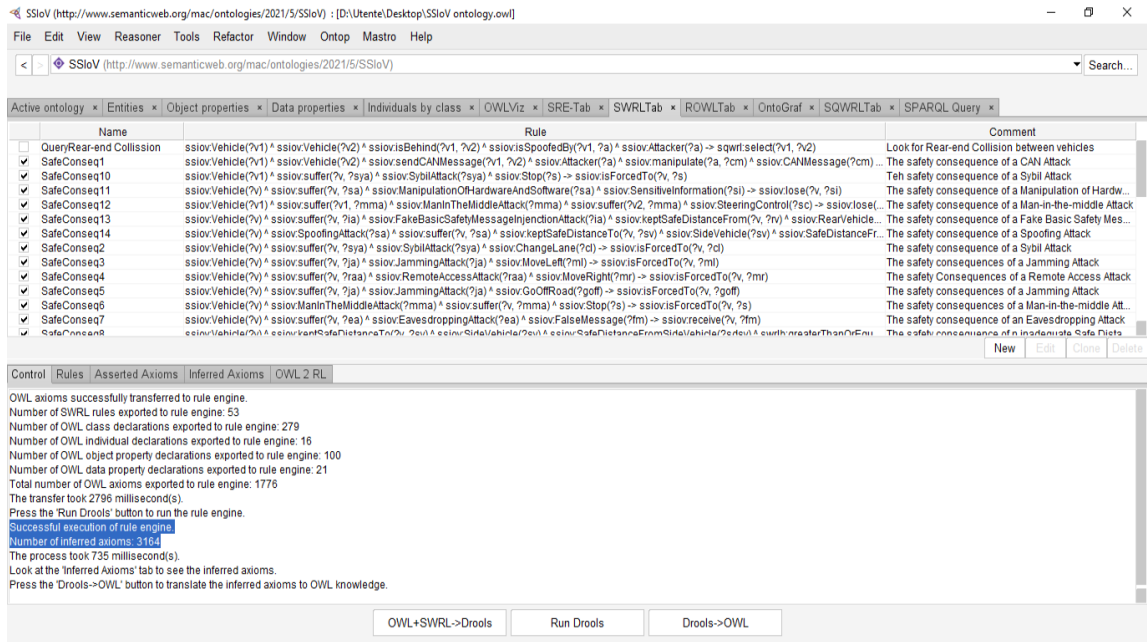 SSIoV (http://www.semanticweb.org/mac/ontologies/2021/5/SSIoV) : [D:\Utente\Desktop\SSIoV ontology.owl]
File Edit View Reasoner Tools Refactor Window Ontop Mastro Help
< > SSIoV (http://www.semanticweb.org/mac/ontologies/2021/5/SSIoV) Search...
Active ontology × Entities × Object properties × Data properties × Individuals by class × OWLViz × SRE-Tab × SWRLTab × ROWLTab × OntoGraf × SQWRLTab × SPARQL Query ×
Name Rule Comment
QueryRear-end Collission ssiov:Vehicle(?v1) ^ ssiov:Vehicle(?v2) ^ ssiov:isBehind(?v1, ?v2) ^ ssiov:isSpoofedBy(?v1, ?a) ^ ssiov:Attacker(?a) -> sqwrl:select(?v1, ?v2) Look for Rear-end Collision between vehicles
SafeConseq1 ssiov:Vehicle(?v1) ^ ssiov:Vehicle(?v2) ^ ssiov:sendCANMessage(?v1, ?v2) ^ ssiov:Attacker(?a) ^ ssiov:manipulate(?a, ?cm) ^ ssiov:CANMessage(?cm) ... The safety consequence of a CAN Attack
SafeConseq10 ssiov:Vehicle(?v1) ^ ssiov:suffer(?v, ?sya) ^ ssiov:SybilAttack(?sya) ^ ssiov:Stop(?s) -> ssiov:isForcedTo(?v, ?s) Teh safety consequence of a Sybil Attack
SafeConseq11 ssiov:Vehicle(?v) ^ ssiov:suffer(?v, ?sa) ^ ssiov:ManipulationOfHardwareAndSoftware(?sa) ^ ssiov:SensitiveInformation(?si) -> ssiov:lose(?v, ?si) The safety consequence of a Manipulation of Hardw...
SafeConseq12 ssiov:Vehicle(?v1) ^ ssiov:suffer(?v1, ?mma) ^ ssiov:ManInTheMiddleAttack(?mma) ^ ssiov:suffer(?v2, ?mma) ^ ssiov:SteeringControl(?sc) -> ssiov:lose(... The safety consequence of a Man-in-the-middle Attack
SafeConseq13 ssiov:Vehicle(?v) ^ ssiov:suffer(?v, ?ia) ^ ssiov:FakeBasicSafetyMessageInjenctionAttack(?ia) ^ ssiov:keptSafeDistanceFrom(?v, ?rv) ^ ssiov:RearVehicle... The safety consequence of a Fake Basic Safety Mes...
SafeConseq14 ssiov:SpoofingAttack(?sa) ^ ssiov:suffer(?v, ?sa) ^ ssiov:keptSafeDistanceTo(?v, ?sv) ^ ssiov:SideVehicle(?sv) ^ ssiov:SafeDistanceFr... The safety consequence of a Spoofing Attack
SafeConseq2 ssiov:Vehicle(?v) ^ ssiov:suffer(?v, ?sya) ^ ssiov:SybilAttack(?sya) ^ ssiov:ChangeLane(?cl) -> ssiov:isForcedTo(?v, ?cl) The safety consequence of a Sybil Attack
SafeConseq3 ssiov:Vehicle(?v) ^ ssiov:suffer(?v, ?ja) ^ ssiov:JammingAttack(?ja) ^ ssiov:MoveLeft(?ml) -> ssiov:isForcedTo(?v, ?ml) The safety consequence of a Jamming Attack
SafeConseq4 ssiov:Vehicle(?v) ^ ssiov:suffer(?v, ?raa) ^ ssiov:RemoteAccessAttack(?raa) ^ ssiov:MoveRight(?mr) -> ssiov:isForcedTo(?v, ?mr) The safety Consequences of a Remote Access Attack
SafeConseq5 ssiov:Vehicle(?v) ^ ssiov:suffer(?v, ?ja) ^ ssiov:JammingAttack(?ja) ^ ssiov:GoOffRoad(?goff) -> ssiov:isForcedTo(?v, ?goff) The safety consequence of a Jamming Attack
SafeConseq6 ssiov:Vehicle(?v) ^ ssiov:ManInTheMiddleAttack(?mma) ^ ssiov:suffer(?v, ?mma) ^ ssiov:Stop(?s) -> ssiov:isForcedTo(?v, ?s) The safety consequences of a Man-in-the-middle Att...
SafeConseq7 ssiov:Vehicle(?v) ^ ssiov:suffer(?v, ?ea) ^ ssiov:EavesdroppingAttack(?ea) ^ ssiov:FalseMessage(?fm) -> ssiov:receive(?v, ?fm) The safety consequence of an Eavesdropping Attack
SafeConseq8 ssiov:Vehicle(?v) ^ ssiov:keptSafeDistanceTo(?v, ?sv) ^ ssiov:SideVehicle(?sv) ^ ssiov:SafeDistanceFromSideVehicle(?sdsv) ^ swrlb:greaterThanOrEqu... The safety consequence of n inadequate Safe Dista...
New Edit Clone Delete
Control Rules Asserted Axioms Inferred Axioms OWL 2 RL
OWL axioms successfully transferred to rule engine.
Number of SWRL rules exported to rule engine: 53
Number of OWL class declarations exported to rule engine: 279
Number of OWL individual declarations exported to rule engine: 16
Number of OWL object property declarations exported to rule engine: 100
Number of OWL data property declarations exported to rule engine: 21
Total number of OWL axioms exported to rule engine: 1776
The transfer took 2796 millisecond(s).
Press the 'Run Drools' button to run the rule engine.
Successful execution of rule engine.
Number of inferred axioms: 3164
The process took 735 millisecond(s).
Look at the 'Inferred Axioms' tab to see the inferred axioms.
Press the 'Drools->OWL' button to translate the inferred axioms to OWL knowledge.
OWL+SWRL->Drools Run Drools Drools->OWL